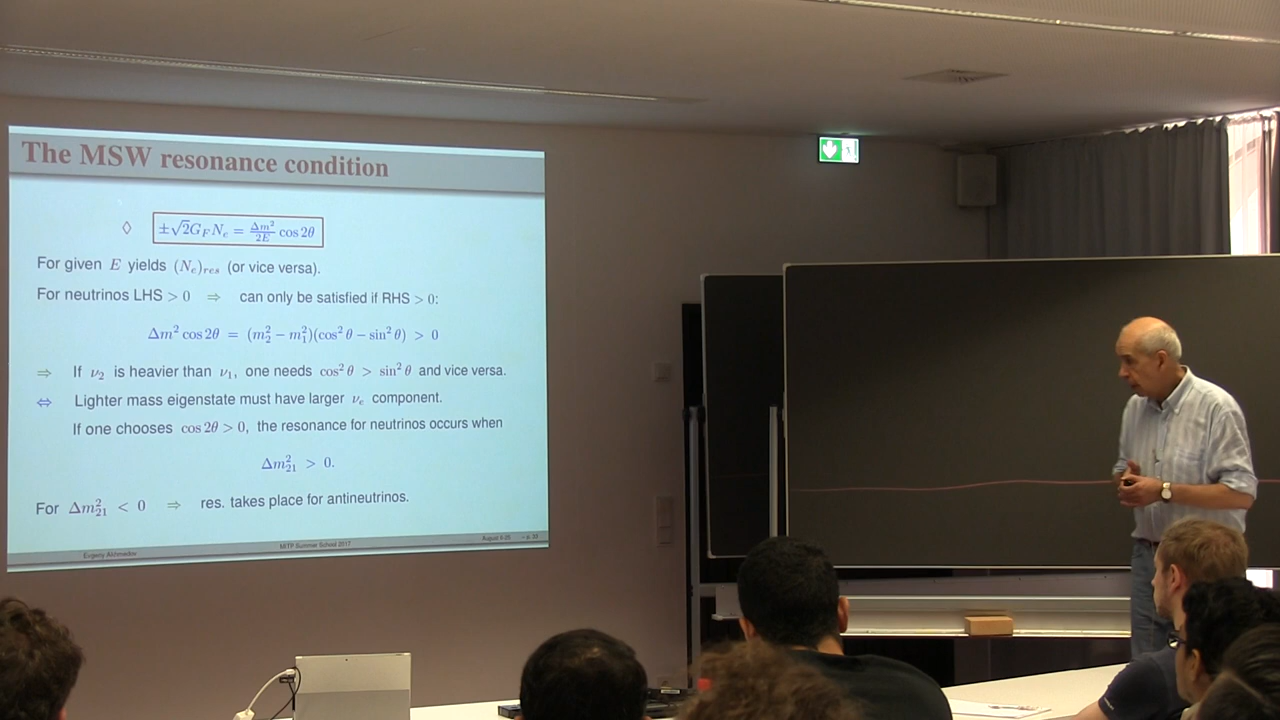 The MSW resonance condition
◇ ±√2G_F N_e = Δm²/2E cos 2θ
For given E yields (N_e)_res (or vice versa).
For neutrinos LHS > 0 ⇒ can only be satisfied if RHS > 0:
Δm² cos 2θ = (m₂² − m₁²)(cos² θ − sin² θ) > 0
⇒ If ν₂ is heavier than ν₁, one needs cos² θ > sin² θ and vice versa.
⇔ Lighter mass eigenstate must have larger ν_e component.
If one chooses cos 2θ > 0, the resonance for neutrinos occurs when
Δm²₂₁ > 0.
For Δm²₂₁ < 0 ⇒ res. takes place for antineutrinos.
Evgeny Akhmedov MITP Summer School 2017 August 6-25 – p. 33